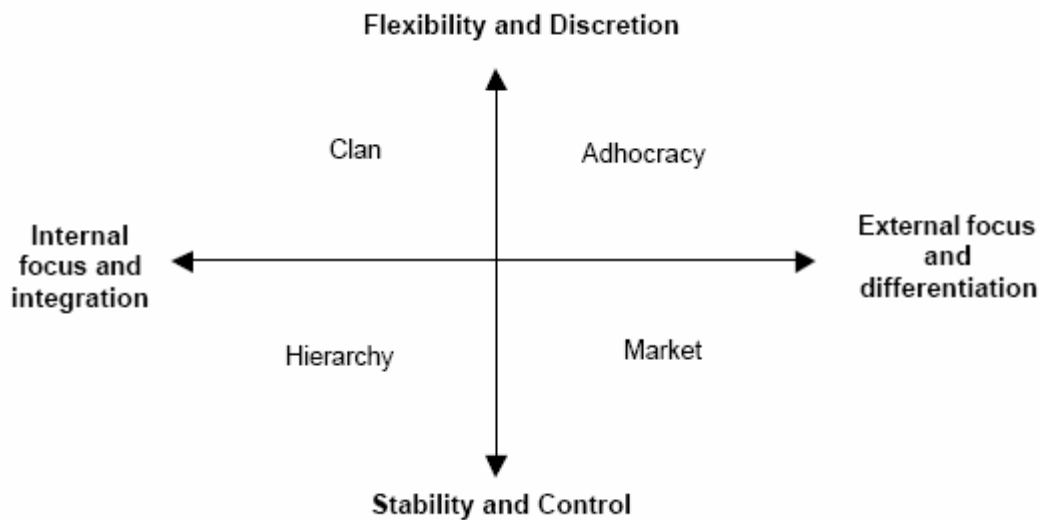 Flexibility and Discretion
Clan
Adhocracy
Internal
focus and
integration
External focus
and
differentiation
Hierarchy
Market
Stability and Control